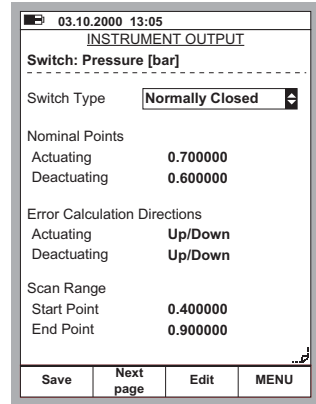 03.10.2000 13:05
INSTRUMENT OUTPUT
Switch: Pressure [bar]
Switch Type Normally Closed
Nominal Points
Actuating 0.700000
Deactuating 0.600000
Error Calculation Directions
Actuating Up/Down
Deactuating Up/Down
Scan Range
Start Point 0.400000
End Point 0.900000
Save Next page Edit MENU